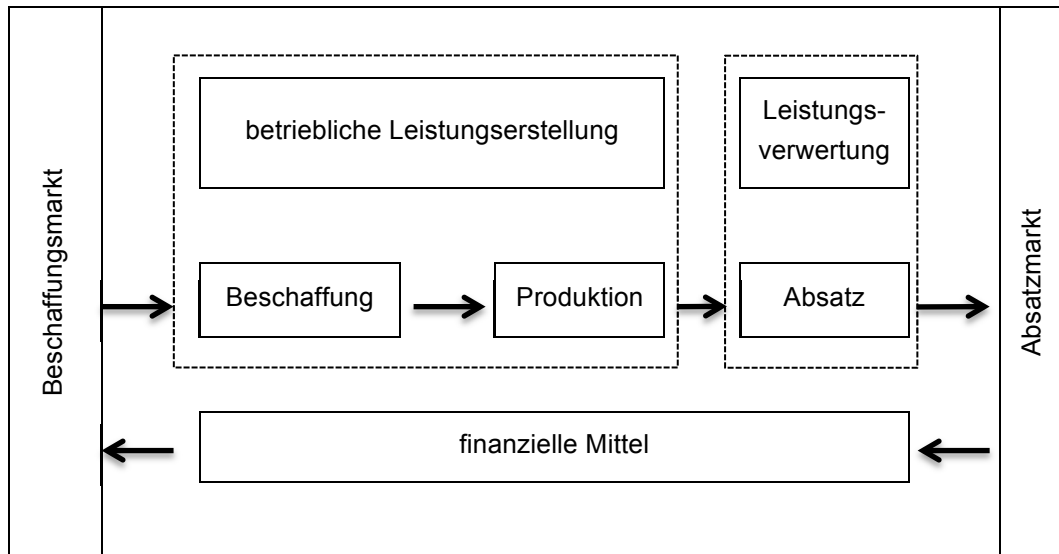 Beschaffungsmarkt
betriebliche Leistungserstellung
Leistungs-
verwertung
Beschaffung
Produktion
Absatz
finanzielle Mittel
Absatzmarkt